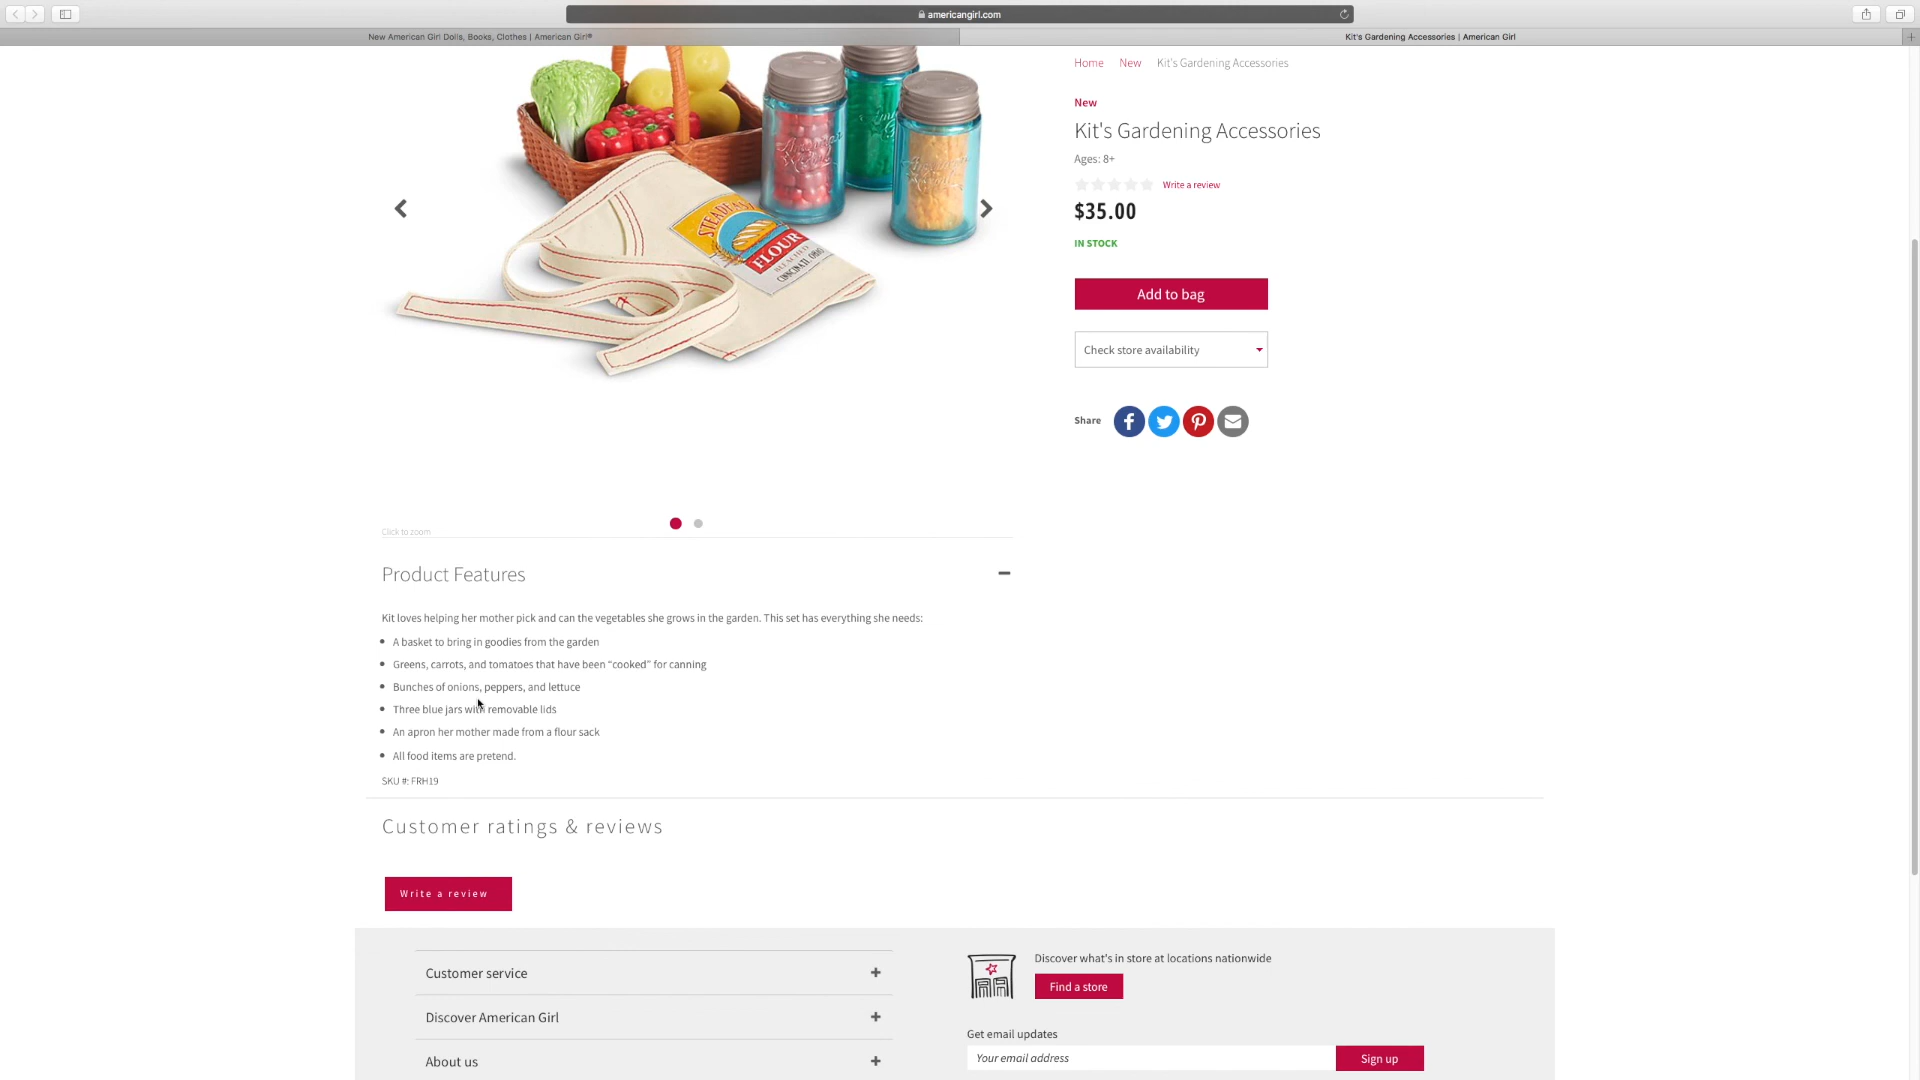 americangirl.com
New American Girl Dolls, Books, Clothes | American Girl®
Kit's Gardening Accessories | American Girl
Home New Kit's Gardening Accessories
New
Kit's Gardening Accessories
Ages: 8+
Write a review
$35.00
IN STOCK
Add to bag
Check store availability
Share
FLOUR
BLEACHED
CINCINNATI, OHIO
Click to zoom
Product Features
Kit loves helping her mother pick and can the vegetables she grows in the garden. This set has everything she needs:
A basket to bring in goodies from the garden
Greens, carrots, and tomatoes that have been “cooked” for canning
Bunches of onions, peppers, and lettuce
Three blue jars with removable lids
An apron her mother made from a flour sack
All food items are pretend.
SKU #: FRH19
Customer ratings & reviews
Write a review
Customer service
Discover American Girl
About us
Discover what's in store at locations nationwide
Find a store
Get email updates
Your email address
Sign up